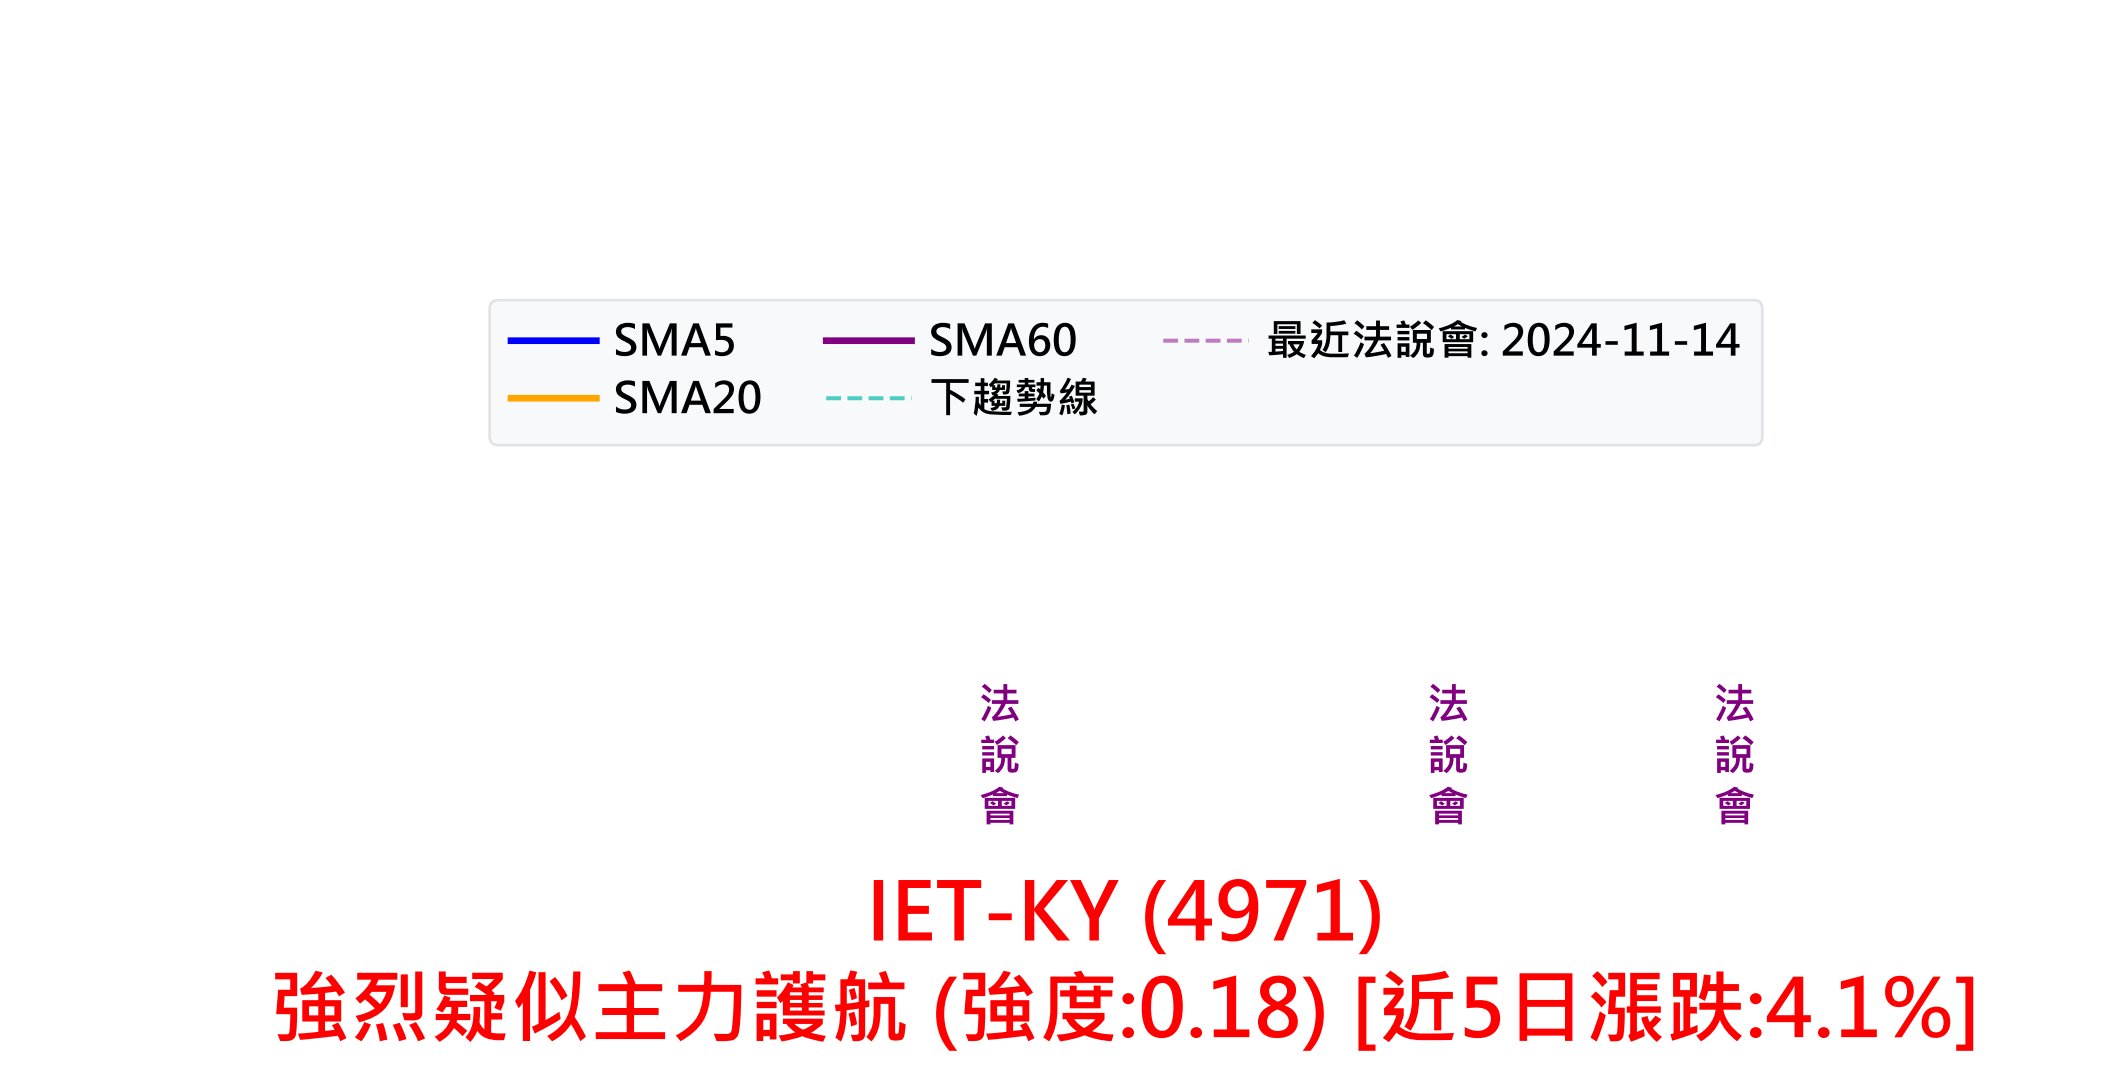 SMA5
SMA20
SMA60
下趨勢線
最近法說會: 2024-11-14
法說會
法說會
法說會
IET-KY (4971)
強烈疑似主力護航 (強度:0.18) [近5日漲跌:4.1%]